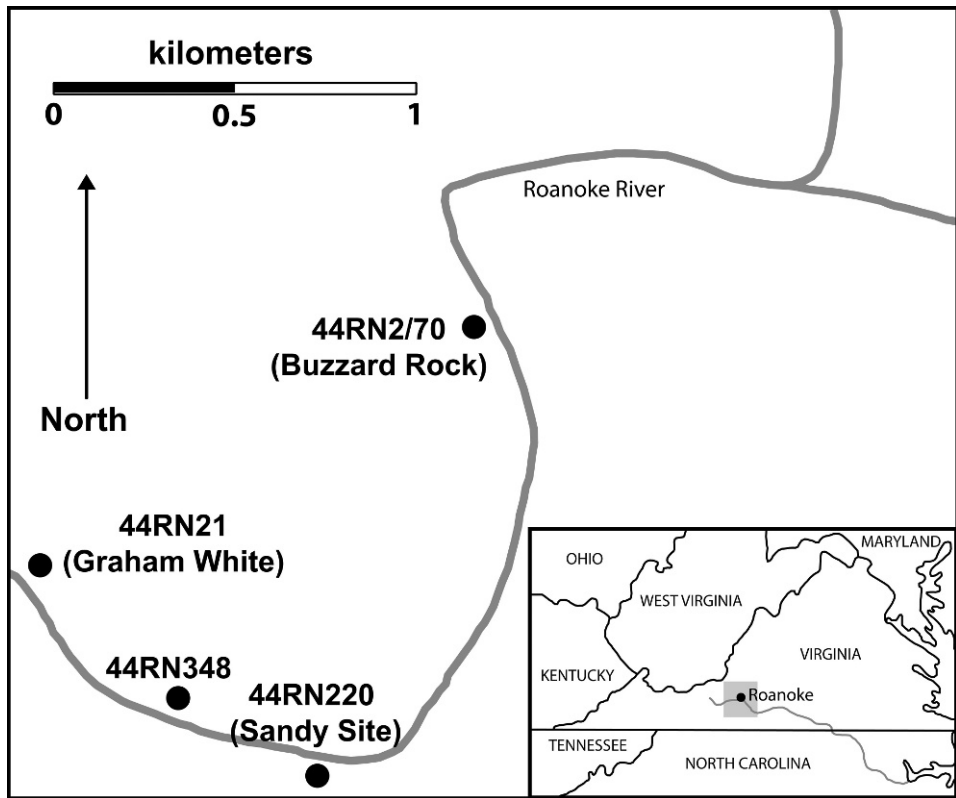 kilometers
0 0.5 1
Roanoke River
44RN2/70
(Buzzard Rock)
North
44RN21
(Graham White)
44RN348
44RN220
(Sandy Site)
OHIO
MARYLAND
WEST VIRGINIA
VIRGINIA
KENTUCKY
Roanoke
TENNESSEE
NORTH CAROLINA